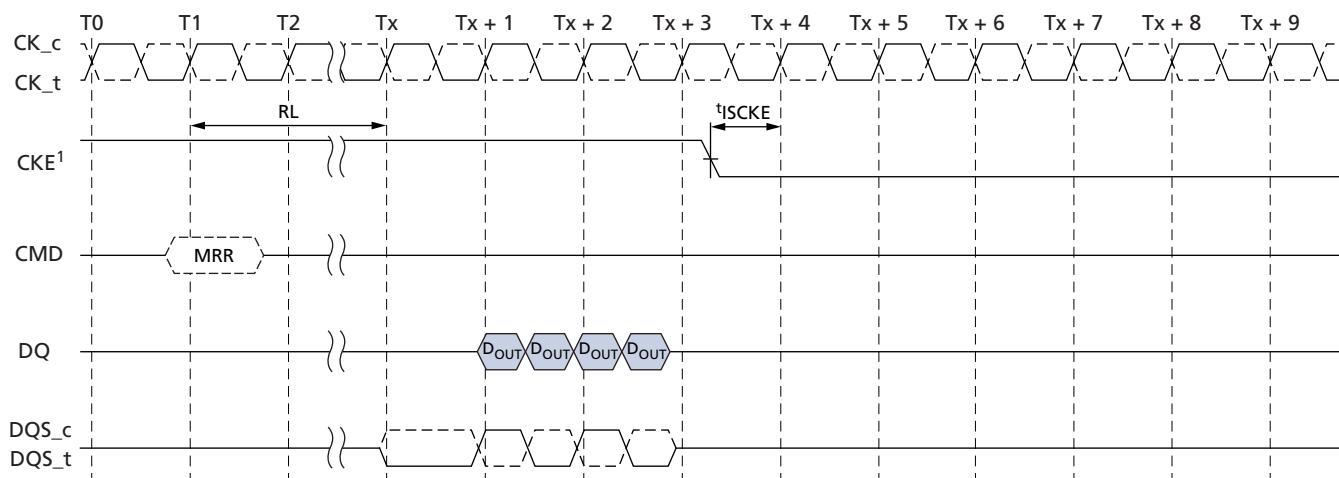 T0 T1 T2 Tx Tx + 1 Tx + 2 Tx + 3 Tx + 4 Tx + 5 Tx + 6 Tx + 7 Tx + 8 Tx + 9
CK_c
CK_t
RL
tISCKE
CKE1
CMD
MRR
DQ
DOUT DOUT DOUT DOUT
DQS_c
DQS_t